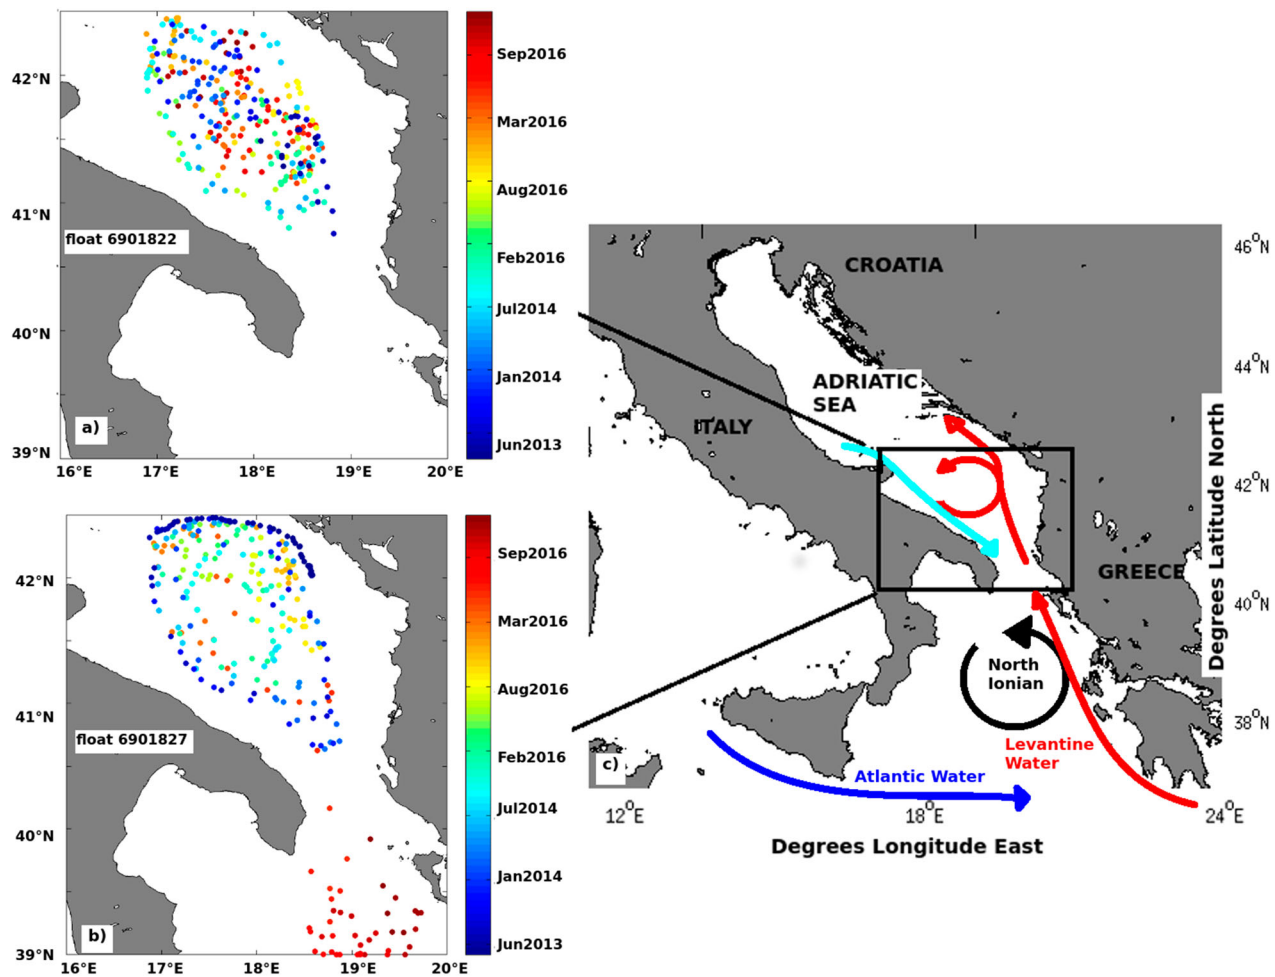 42°N
41°N
40°N
39°N
float 6901822
a)
16°E
17°E
18°E
19°E
20°E
Sep2016
Mar2016
Aug2016
Feb2016
Jul2014
Jan2014
Jun2013
42°N
41°N
40°N
39°N
float 6901827
b)
16°E
17°E
18°E
19°E
20°E
Sep2016
Mar2016
Aug2016
Feb2016
Jul2014
Jan2014
Jun2013
CROATIA
ADRIATIC
SEA
ITALY
GREECE
North
Ionian
Levantine
Water
Atlantic Water
c)
46°N
44°N
42°N
40°N
38°N
Degrees Latitude North
12°E
18°E
24°E
Degrees Longitude East